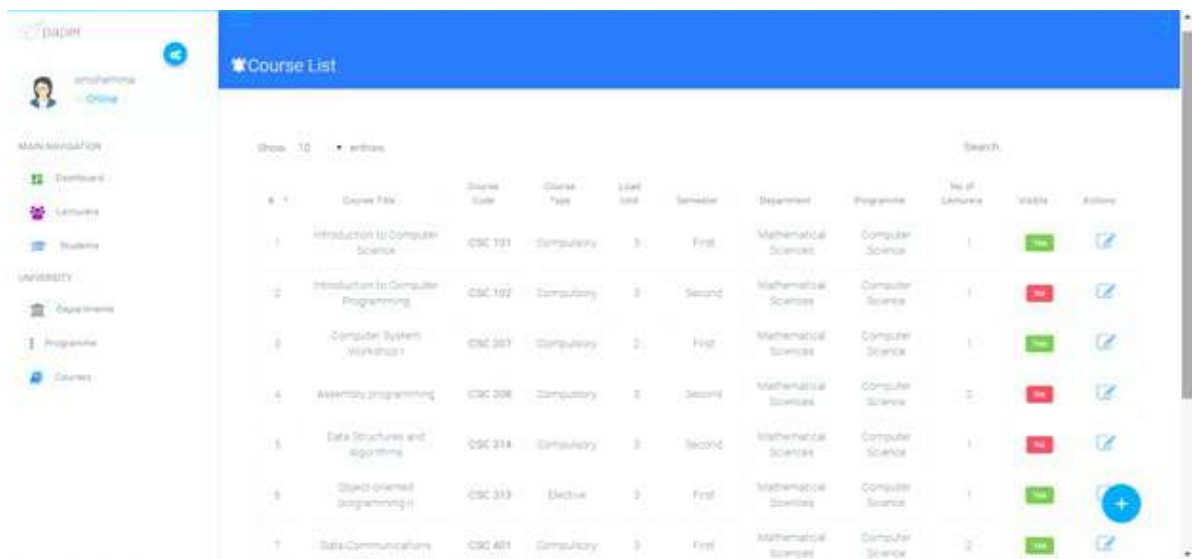 paper
Online
Course List
MAIN NAVIGATION
Dashboard
Lecturers
Students
UNIVERSITY
Departments
Programme
Courses
Show 10 entries
Search
# Course Title Course Code Course Type Load Unit Semester Department Programme No of Lecturers Visible Actions
1 Introduction to Computer Science CSC 101 Compulsory 3 First Mathematical Sciences Computer Science 1 Yes
2 Introduction to Computer Programming CSC 102 Compulsory 3 Second Mathematical Sciences Computer Science 1 No
3 Computer System Workshop I CSC 207 Compulsory 2 First Mathematical Sciences Computer Science 1 Yes
4 Assembly programming Compulsory Second Mathematical Sciences Computer Science 2 No
5 Data Structures and algorithms CSC 314 Compulsory 3 Second Mathematical Sciences Computer Science 1 No
6 Object oriented programming II CSC 313 Elective 3 First Mathematical Sciences Computer Science 1 Yes
7 Data Communications CSC 401 Compulsory 3 First Mathematical Sciences Computer Science 2 Yes